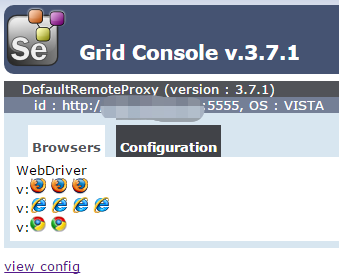 Se
Grid Console v.3.7.1
DefaultRemoteProxy (version : 3.7.1)
id : http:/ :5555, OS : VISTA
Browsers Configuration
WebDriver
v:
v:
v:
view config